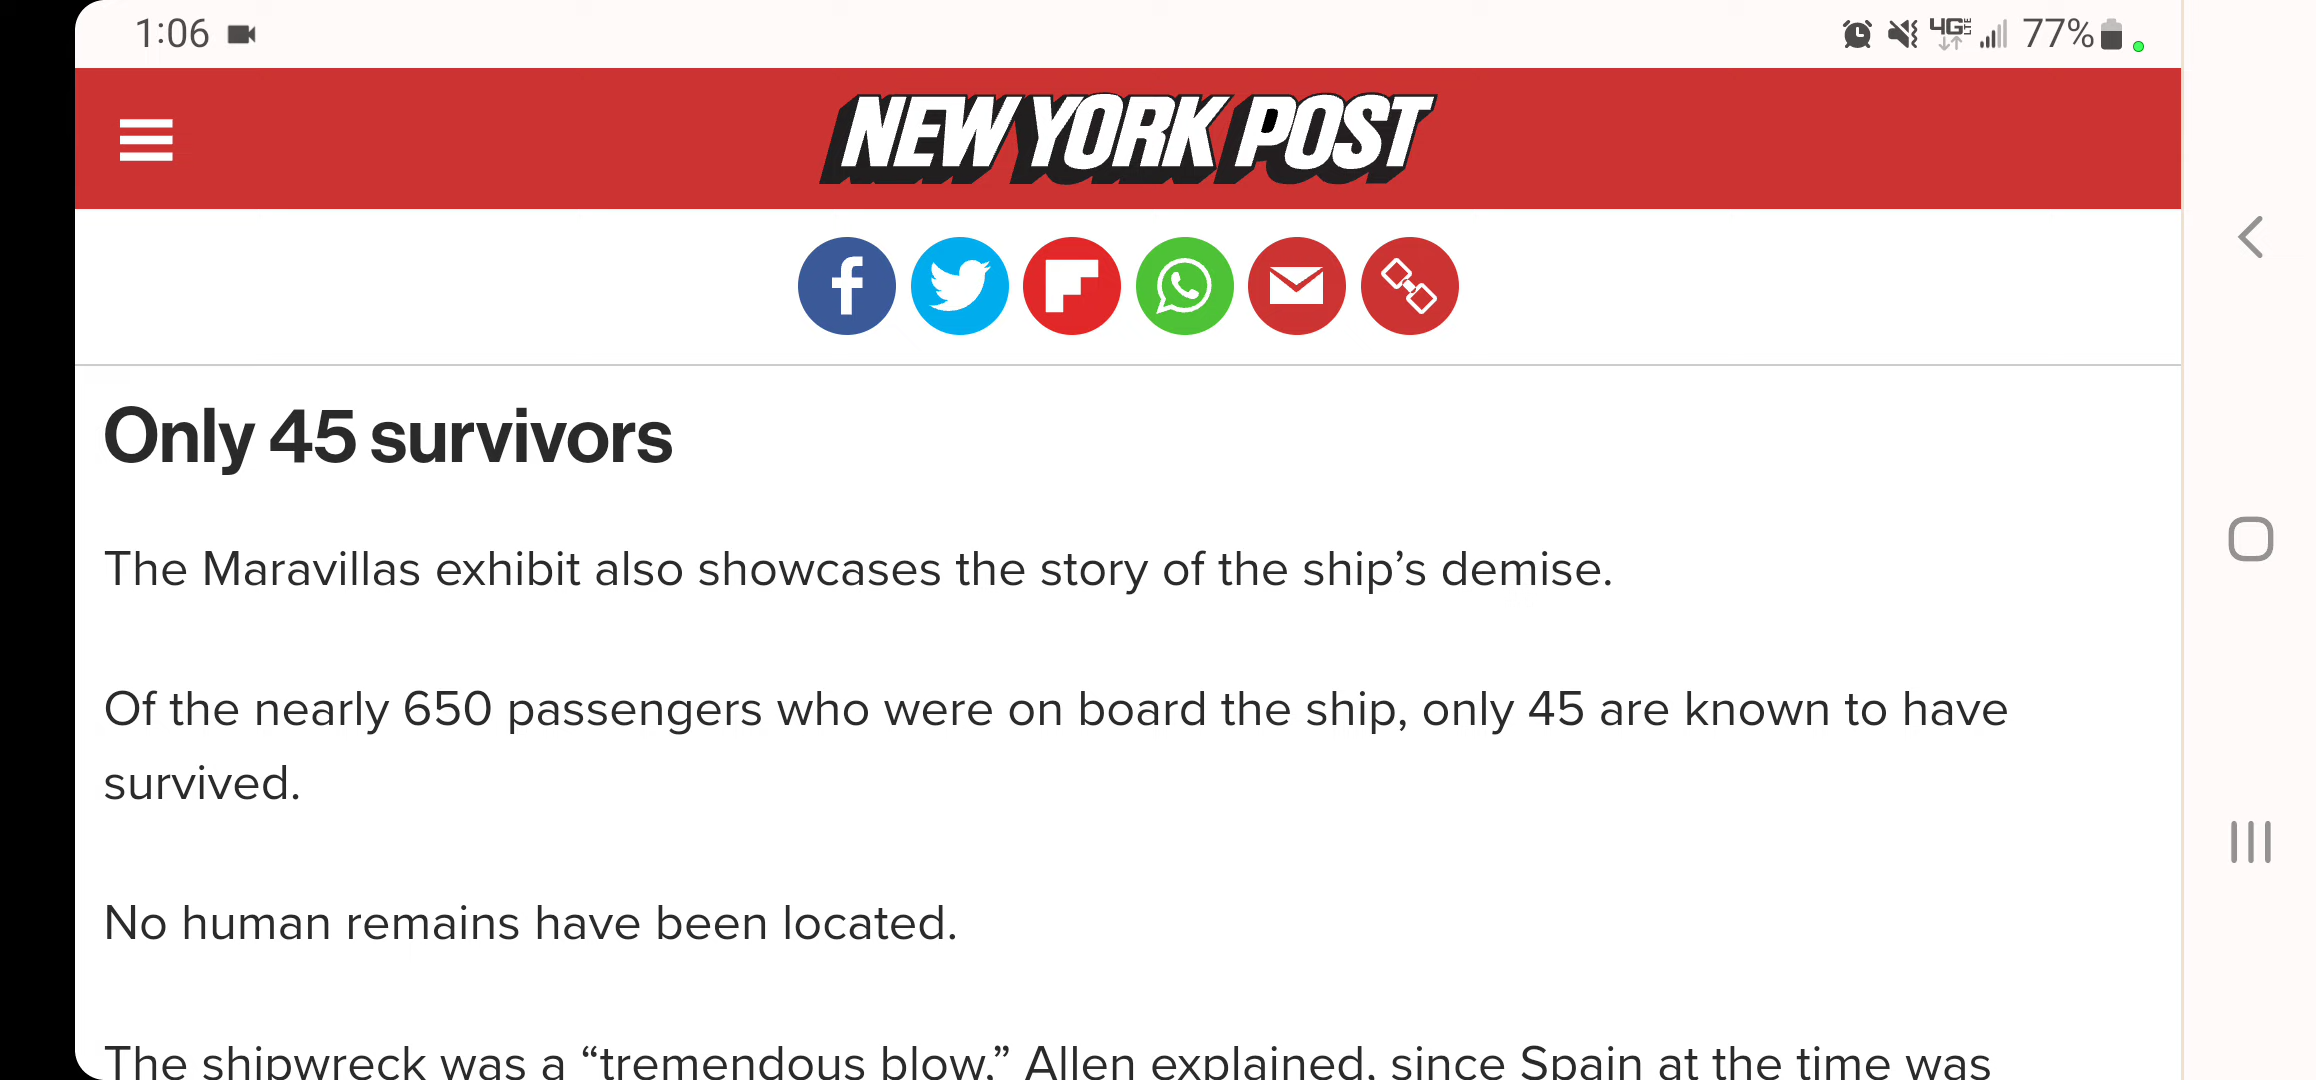 1:06
4G LTE 77%
NEW YORK POST
Only 45 survivors
The Maravillas exhibit also showcases the story of the ship’s demise.
Of the nearly 650 passengers who were on board the ship, only 45 are known to have
survived.
No human remains have been located.
The shipwreck was a “tremendous blow,” Allen explained, since Spain at the time was